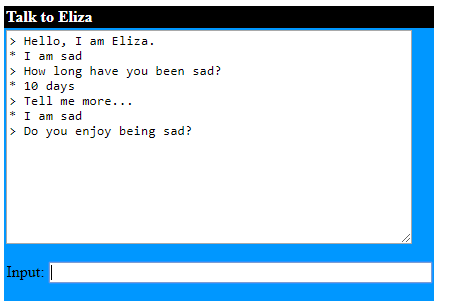 Talk to Eliza
> Hello, I am Eliza.
* I am sad
> How long have you been sad?
* 10 days
> Tell me more...
* I am sad
> Do you enjoy being sad?
Input: